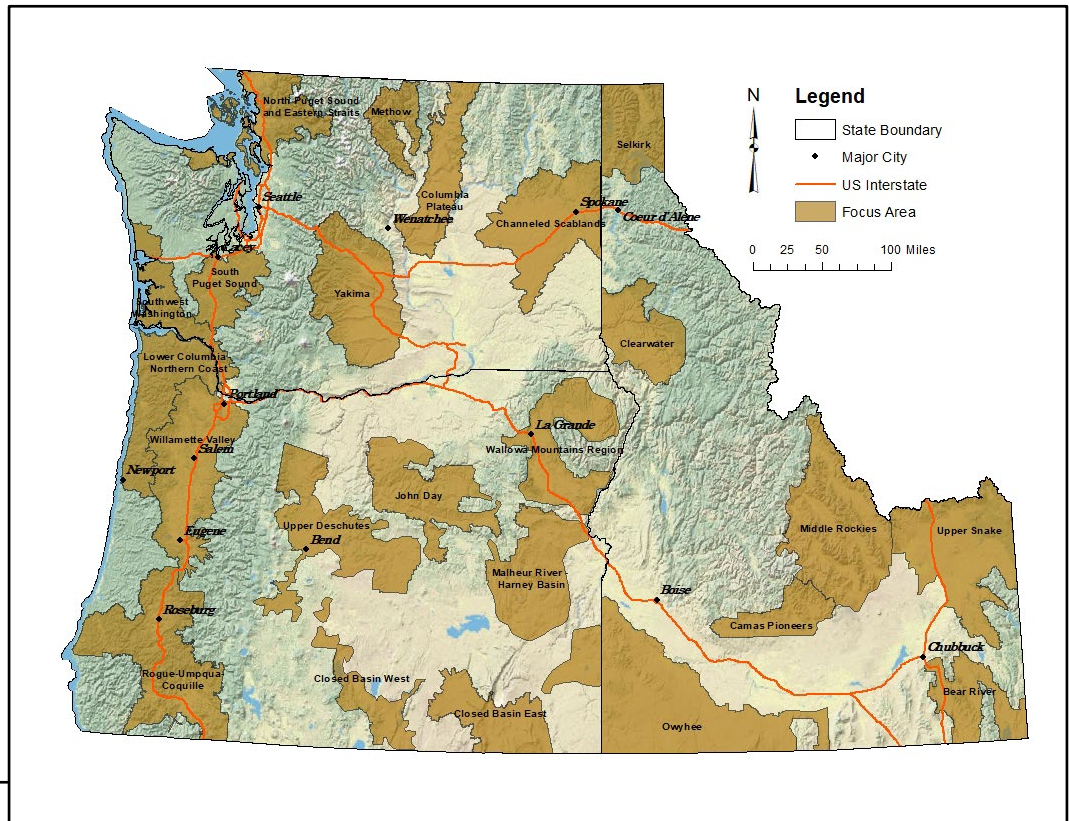 North Puget Sound
and Eastern Straits
Methow
Selkirk
Seattle
Columbia
Plateau
Wenatchee
Spokane
Channeled Scablands
Coeur d'Alene
Lacey
South
Puget Sound
Yakima
Southwest
Washington
Clearwater
Lower Columbia-
Northern Coast
Portland
Willamette Valley
Salem
Newport
La Grande
Wallowa Mountains Region
John Day
Upper Deschutes
Bend
Eugene
Malheur River -
Harney Basin
Middle Rockies
Upper Snake
Boise
Roseburg
Camas Pioneers
Chubbuck
Rogue-Umpqua-
Coquille
Closed Basin West
Closed Basin East
Owyhee
Bear River
N
Legend
State Boundary
Major City
US Interstate
Focus Area
0 25 50 100 Miles